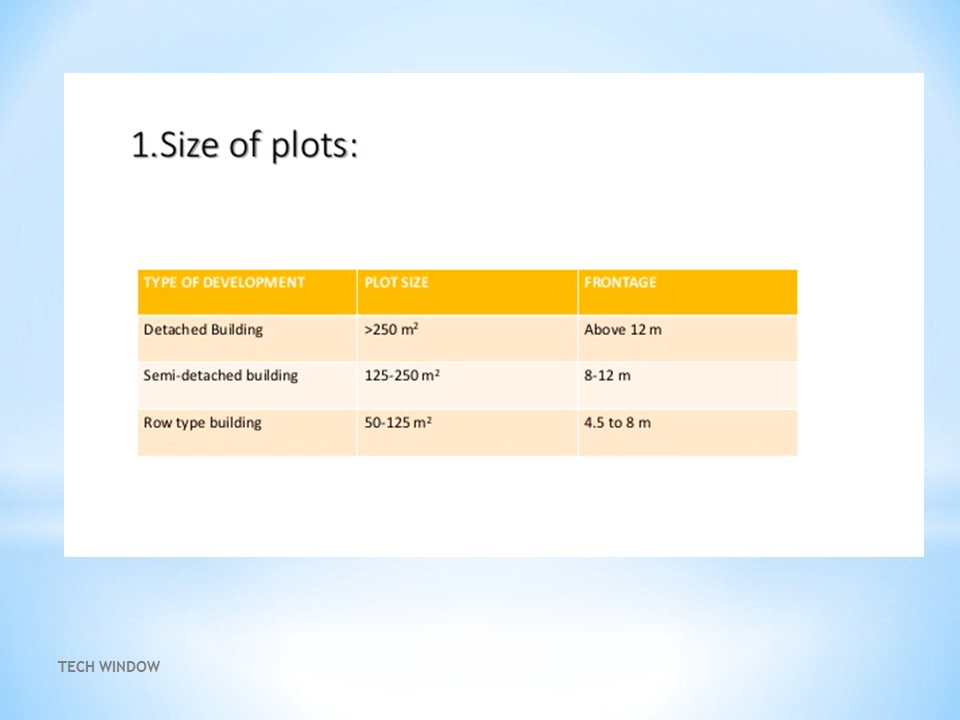 1.Size of plots:
TYPE OF DEVELOPMENT PLOT SIZE FRONTAGE
Detached Building >250 m² Above 12 m
Semi-detached building 125-250 m² 8-12 m
Row type building 50-125 m² 4.5 to 8 m
TECH WINDOW